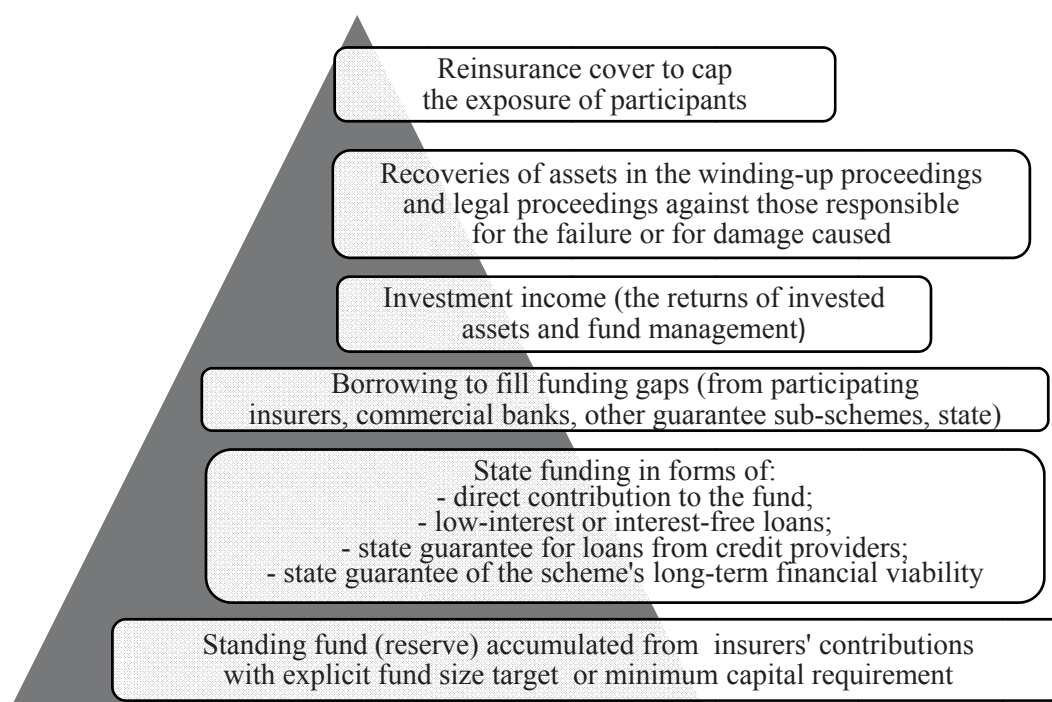 Reinsurance cover to cap
the exposure of participants
Recoveries of assets in the winding-up proceedings
and legal proceedings against those responsible
for the failure or for damage caused
Investment income (the returns of invested
assets and fund management)
Borrowing to fill funding gaps (from participating
insurers, commercial banks, other guarantee sub-schemes, state)
State funding in forms of:
- direct contribution to the fund;
- low-interest or interest-free loans;
- state guarantee for loans from credit providers;
- state guarantee of the scheme's long-term financial viability
Standing fund (reserve) accumulated from insurers' contributions
with explicit fund size target or minimum capital requirement